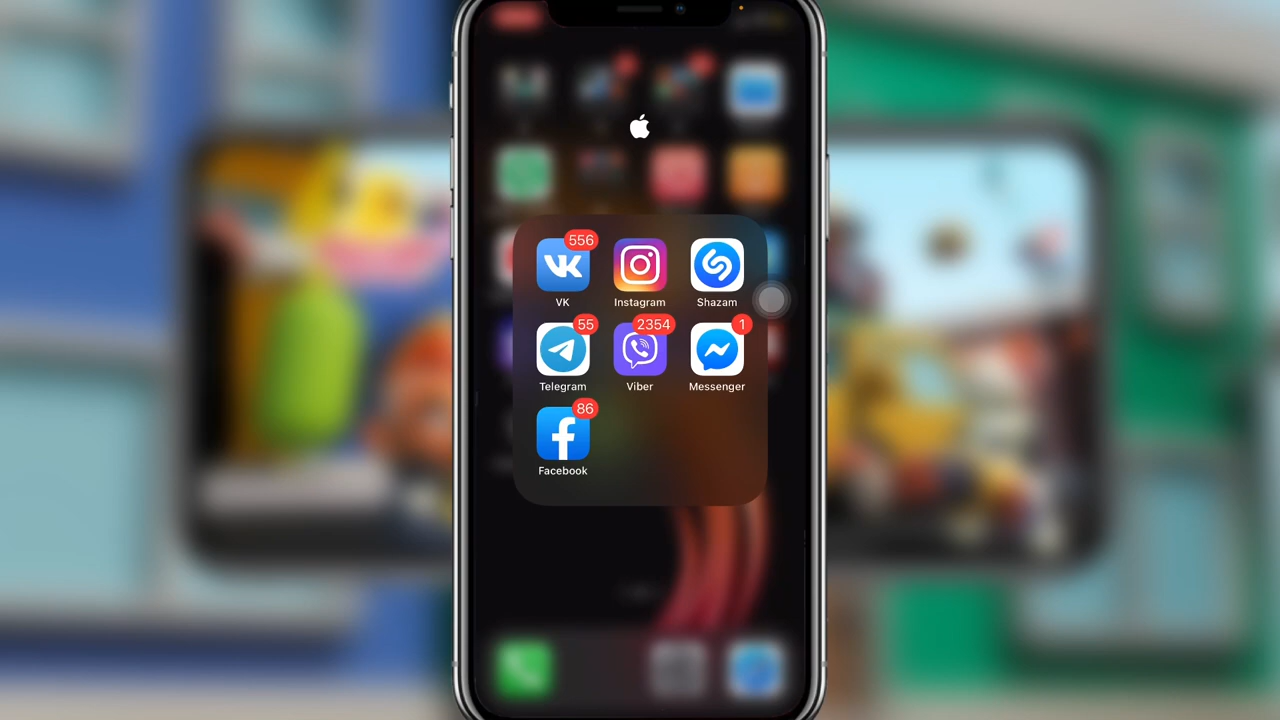 556
VK
Instagram
Shazam
55
2354
1
Telegram
Viber
Messenger
86
Facebook